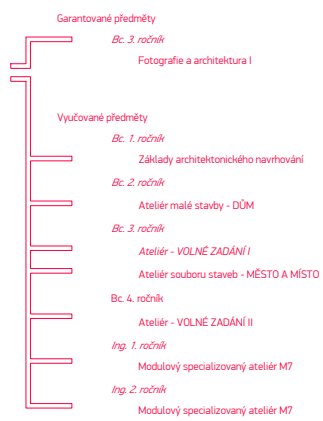 Garantované předměty
Bc. 3. ročník
Fotografie a architektura I
Vyučované předměty
Bc. 1. ročník
Základy architektonického navrhování
Bc. 2. ročník
Ateliér malé stavby - DŮM
Bc. 3. ročník
Ateliér - VOLNÉ ZADÁNÍ I
Ateliér souboru staveb - MĚSTO A MÍSTO
Bc. 4. ročník
Ateliér - VOLNÉ ZADÁNÍ II
Ing. 1. ročník
Modulový specializovaný ateliér M7
Ing. 2. ročník
Modulový specializovaný ateliér M7